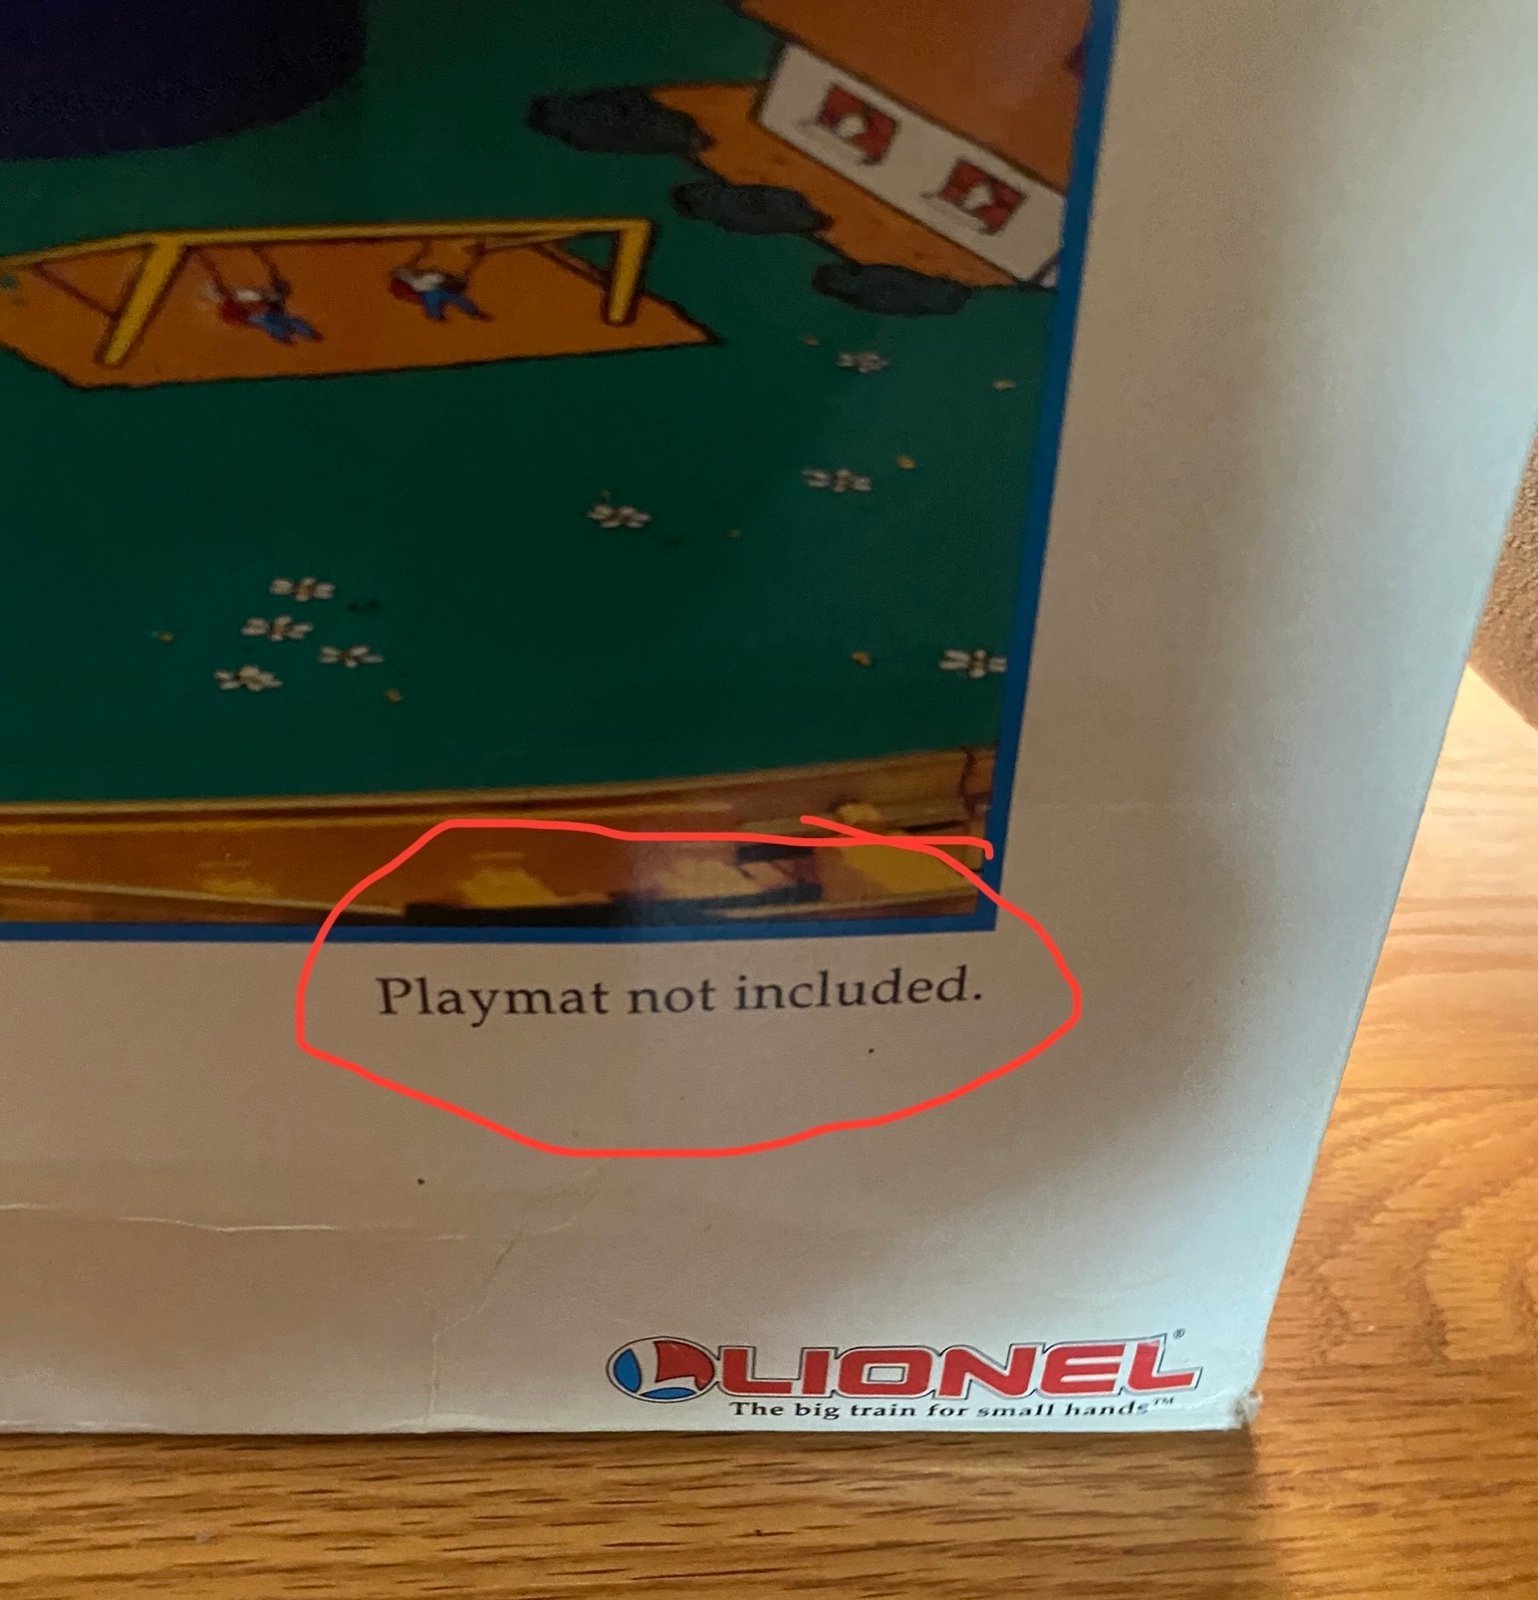 Playmat not included.
LIONEL®
The big train for small hands™